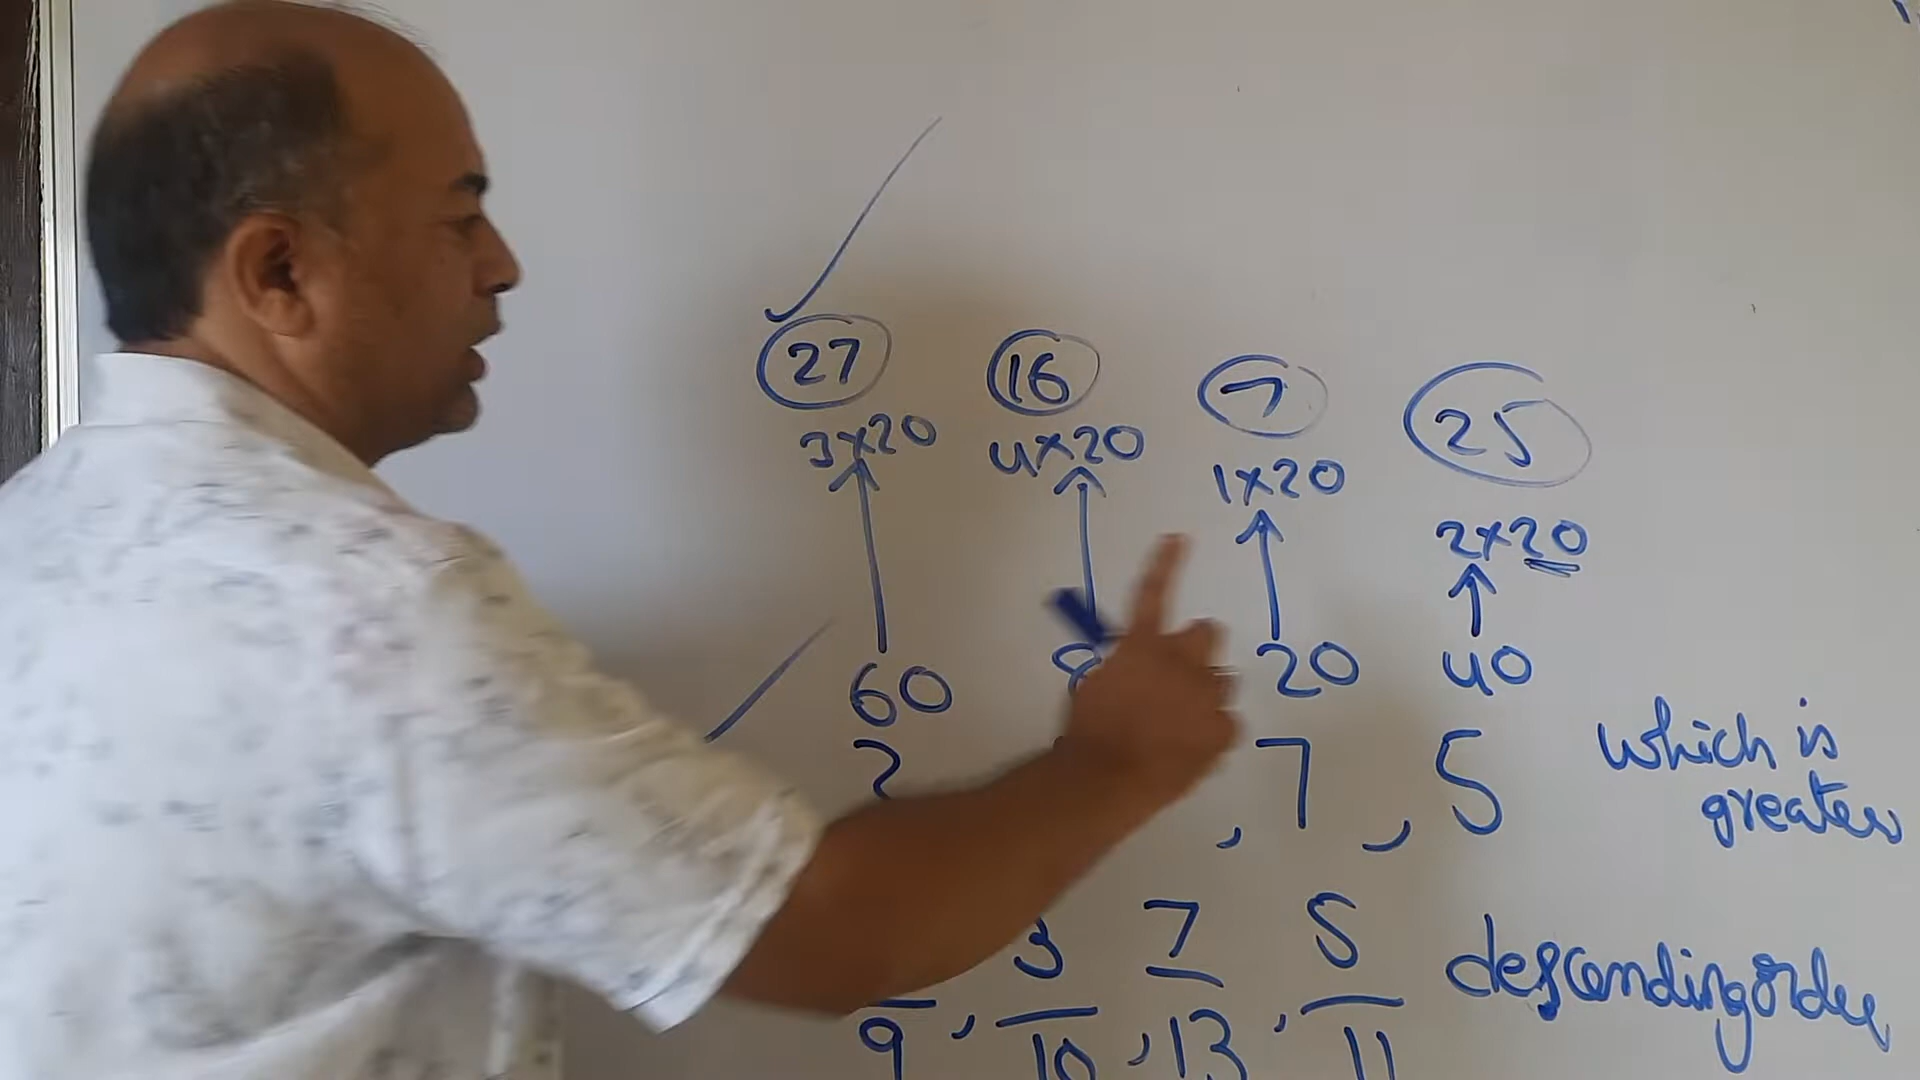 27 16 7 25
3x20 4x20 1x20 2x20
60 20 40
2 , 7 , 5 which is
greater
3 7 5 descending order
9 , 10 , 13 , 11